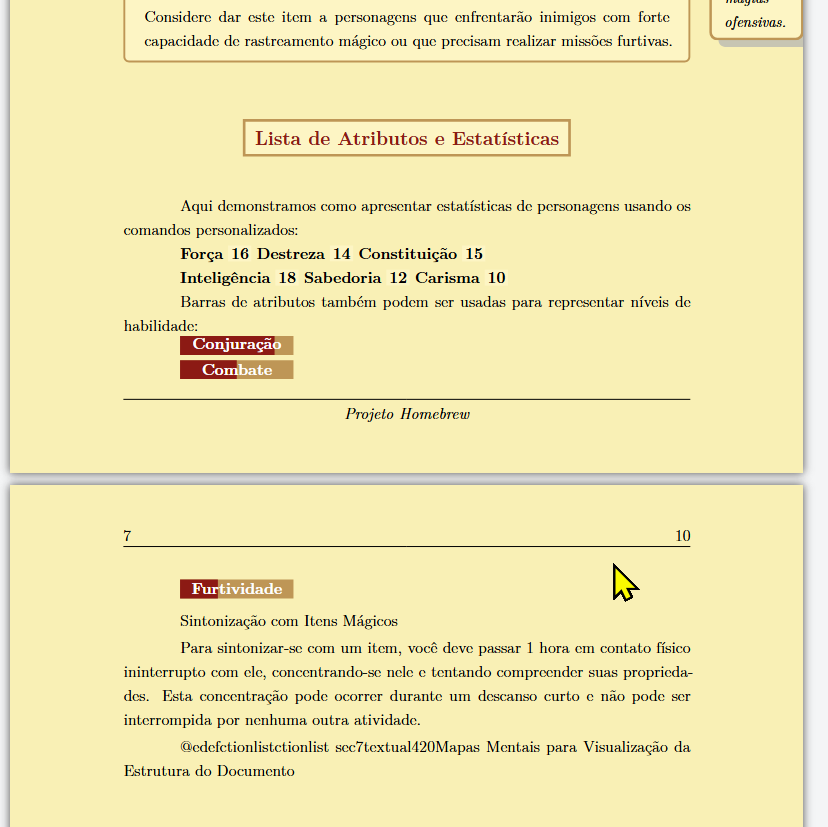 Considere dar este item a personagens que enfrentarão inimigos com forte
capacidade de rastreamento mágico ou que precisam realizar missões furtivas.
magias
ofensivas.
Lista de Atributos e Estatísticas
Aqui demonstramos como apresentar estatísticas de personagens usando os
comandos personalizados:
Força 16 Destreza 14 Constituição 15
Inteligência 18 Sabedoria 12 Carisma 10
Barras de atributos também podem ser usadas para representar níveis de
habilidade:
Conjuração
Combate
Projeto Homebrew
7 10
Furtividade
Sintonização com Itens Mágicos
Para sintonizar-se com um item, você deve passar 1 hora em contato físico
ininterrupto com ele, concentrando-se nele e tentando compreender suas proprieda-
des. Esta concentração pode ocorrer durante um descanso curto e não pode ser
interrompida por nenhuma outra atividade.
@edefctionlistctionlist sec7textual420Mapas Mentais para Visualização da
Estrutura do Documento